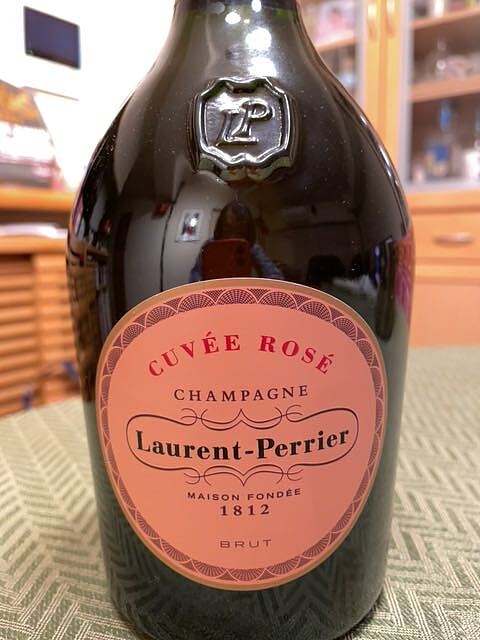 LP
CUVÉE ROSÉ
CHAMPAGNE
Laurent-Perrier
MAISON FONDÉE
1812
BRUT